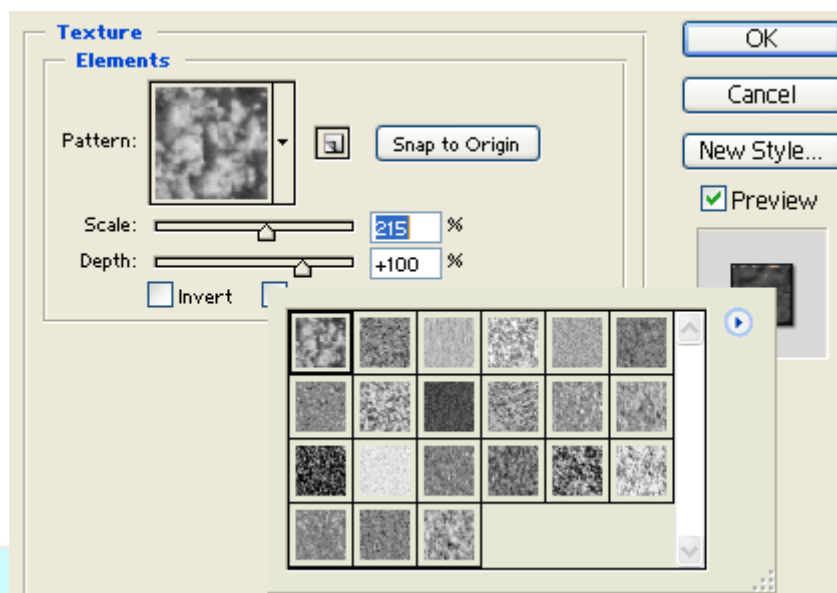 Texture
Elements
Pattern:
Snap to Origin
Scale:
215
%
Depth:
+100
%
Invert
OK
Cancel
New Style...
Preview